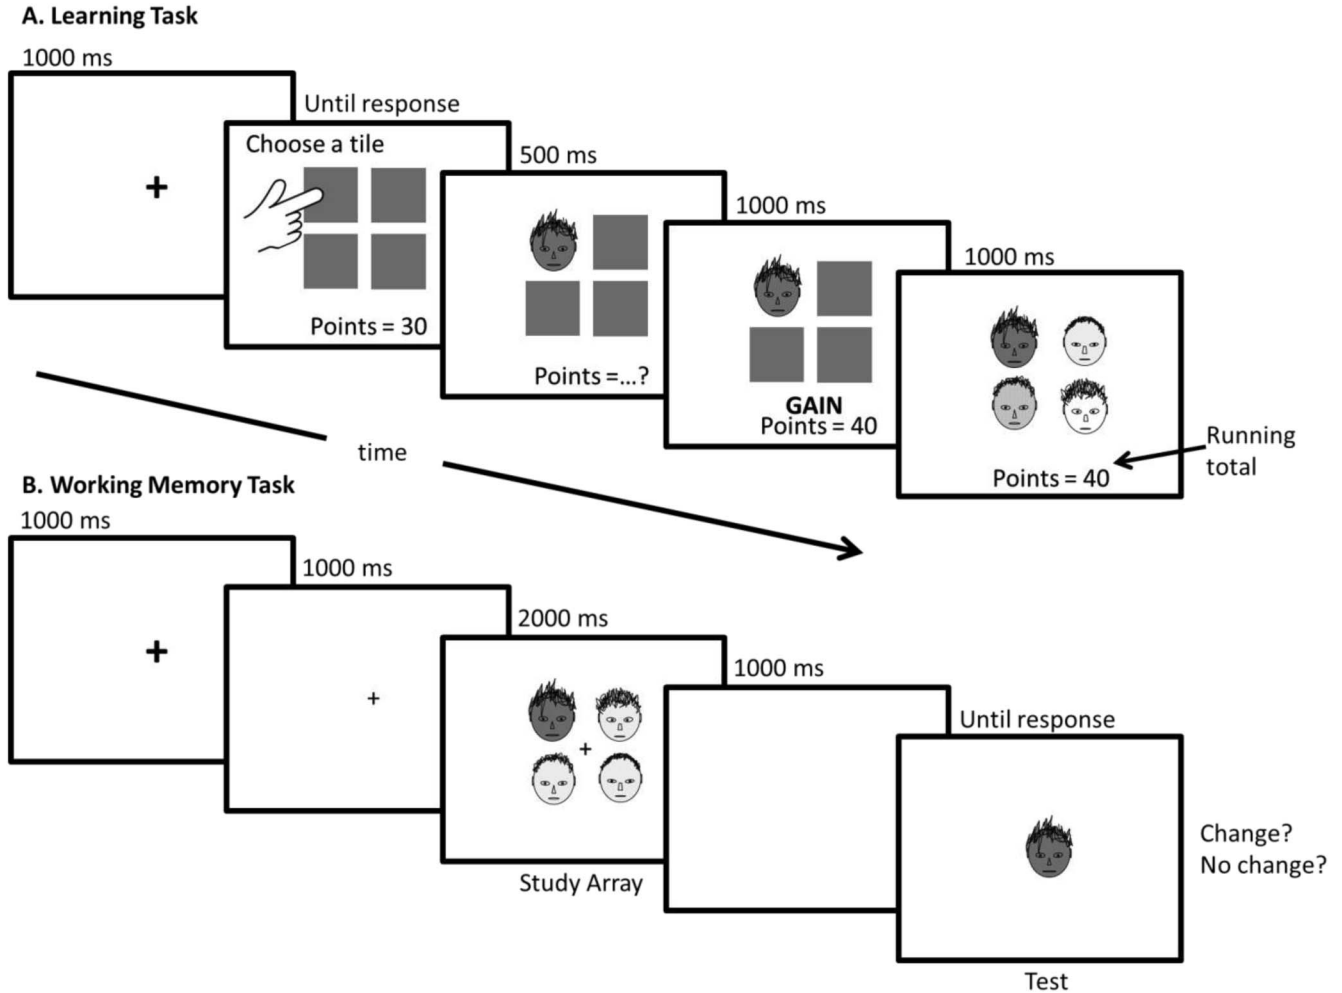 A. Learning Task
1000 ms
Until response
Choose a tile
Points = 30
500 ms
Points =...?
1000 ms
GAIN
Points = 40
1000 ms
Points = 40
Running
total
time
B. Working Memory Task
1000 ms
1000 ms
2000 ms
Study Array
1000 ms
Until response
Change?
No change?
Test